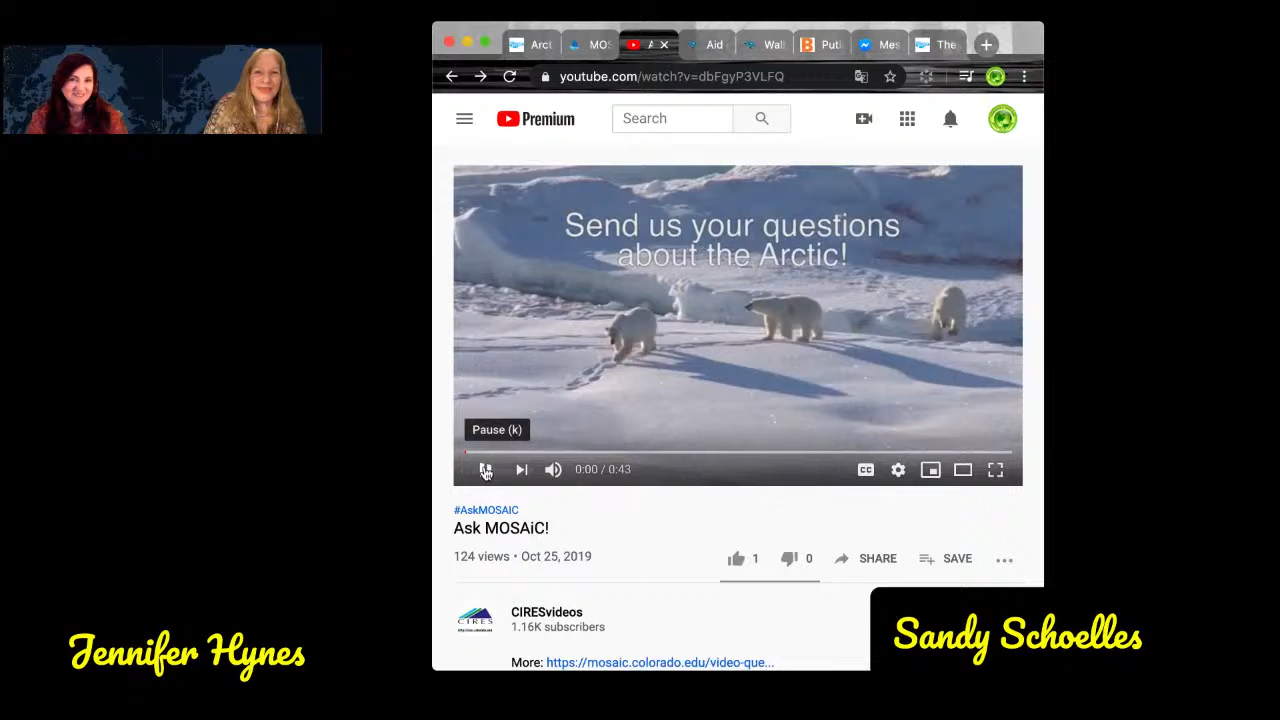 Arct
MOS
A
Aid
Wall
Puti
Mes
The
youtube.com/watch?v=dbFgyP3VLFQ
Premium
Search
Send us your questions
about the Arctic!
Pause (k)
0:00 / 0:43
CC
#AskMOSAIC
Ask MOSAiC!
124 views • Oct 25, 2019
1
0
SHARE
SAVE
CIRES
CIRESvideos
1.16K subscribers
More: https://mosaic.colorado.edu/video-que...
Jennifer Hynes
Sandy Schoelles